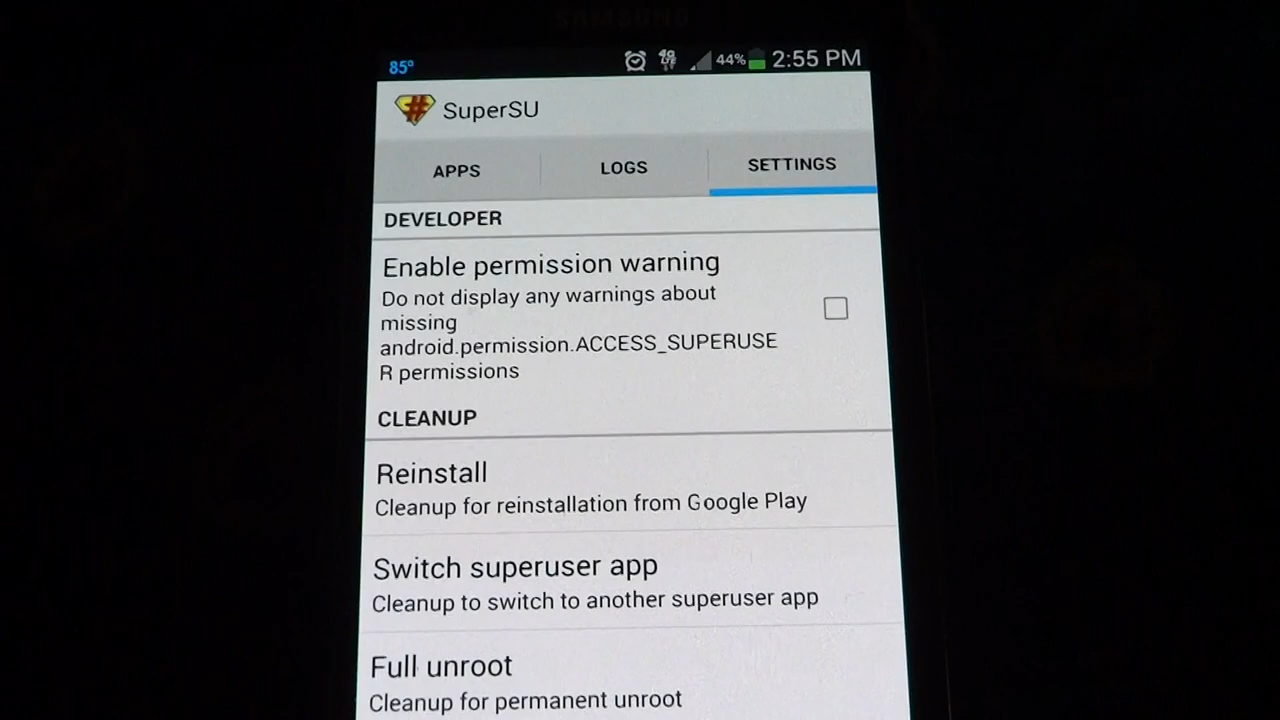 SAMSUNG
85° 44% 2:55 PM
SuperSU
APPS LOGS SETTINGS
DEVELOPER
Enable permission warning
Do not display any warnings about
missing
android.permission.ACCESS_SUPERUSE
R permissions
CLEANUP
Reinstall
Cleanup for reinstallation from Google Play
Switch superuser app
Cleanup to switch to another superuser app
Full unroot
Cleanup for permanent unroot